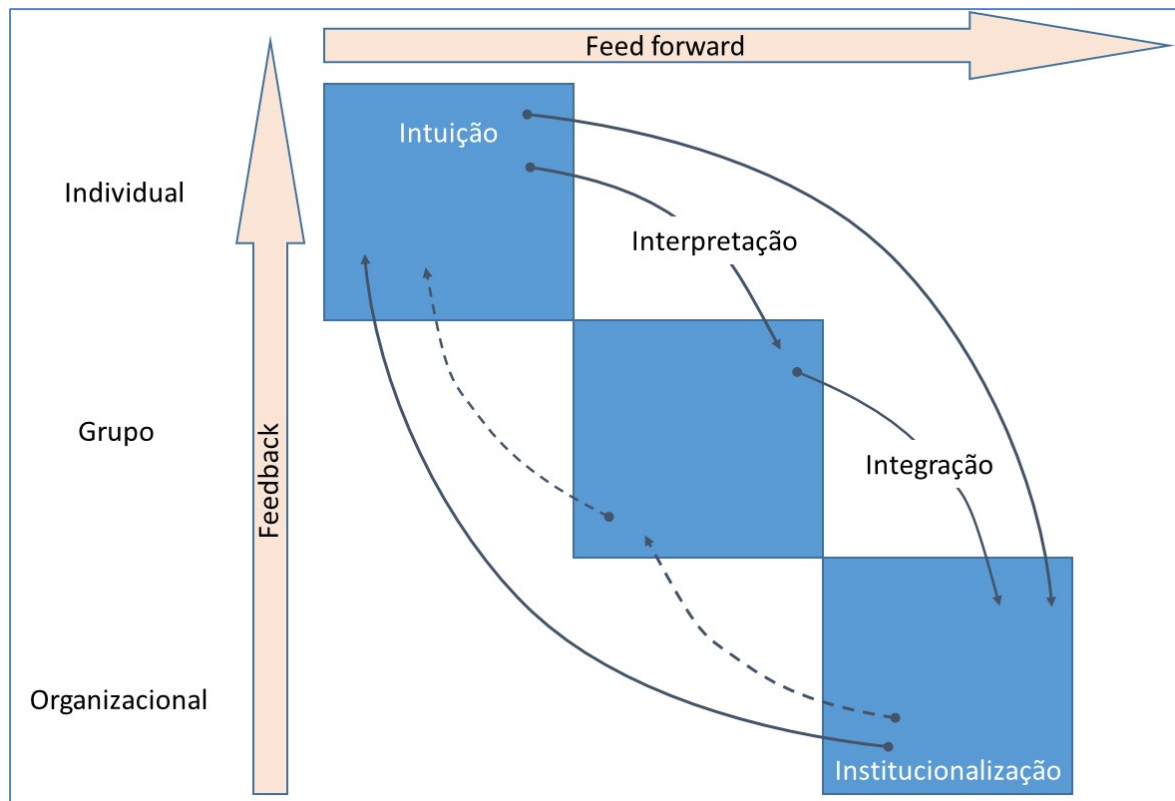 Feed forward
Intuição
Individual
Interpretação
Grupo
Feedback
Integração
Organizacional
Institucionalização